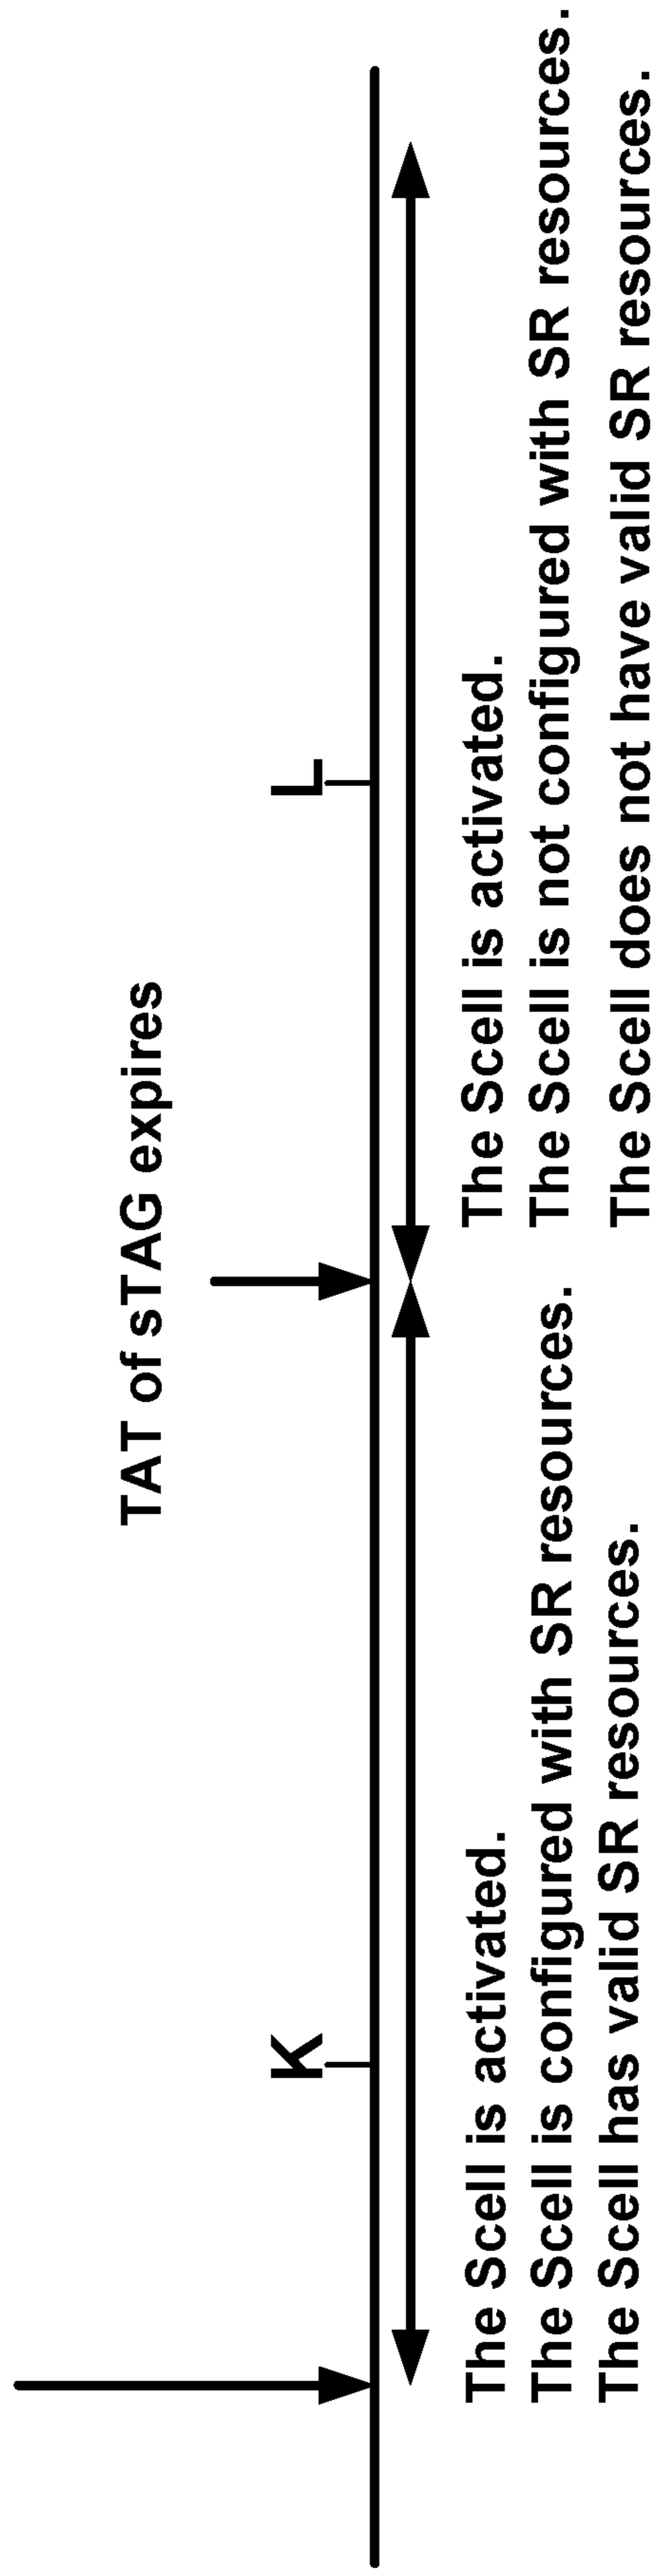 TAT of sTAG expires
K
L
The Scell is activated.
The Scell is configured with SR resources.
The Scell has valid SR resources.
The Scell is activated.
The Scell is not configured with SR resources.
The Scell does not have valid SR resources.